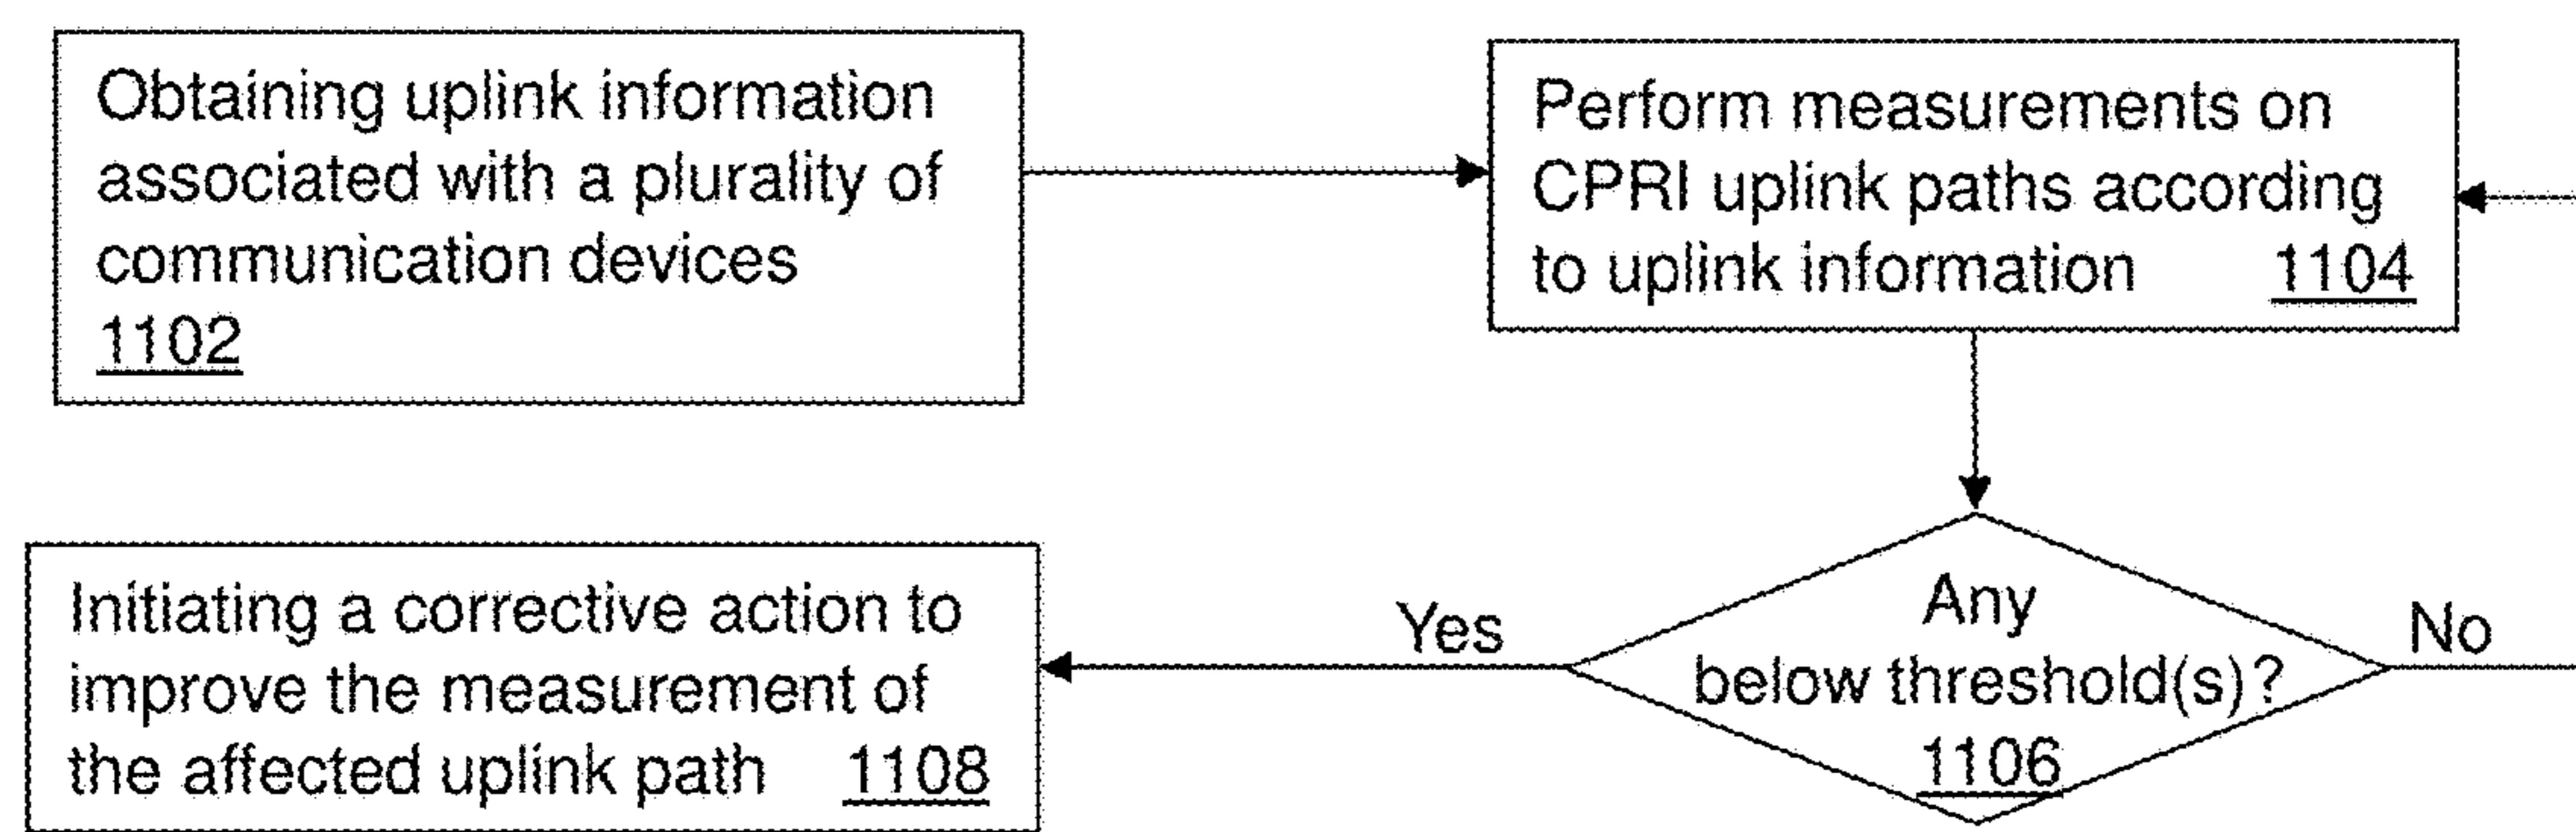 Obtaining uplink information
associated with a plurality of
communication devices
1102
Perform measurements on
CPRI uplink paths according
to uplink information 1104
Any
below threshold(s)?
1106
Yes
No
Initiating a corrective action to
improve the measurement of
the affected uplink path 1108